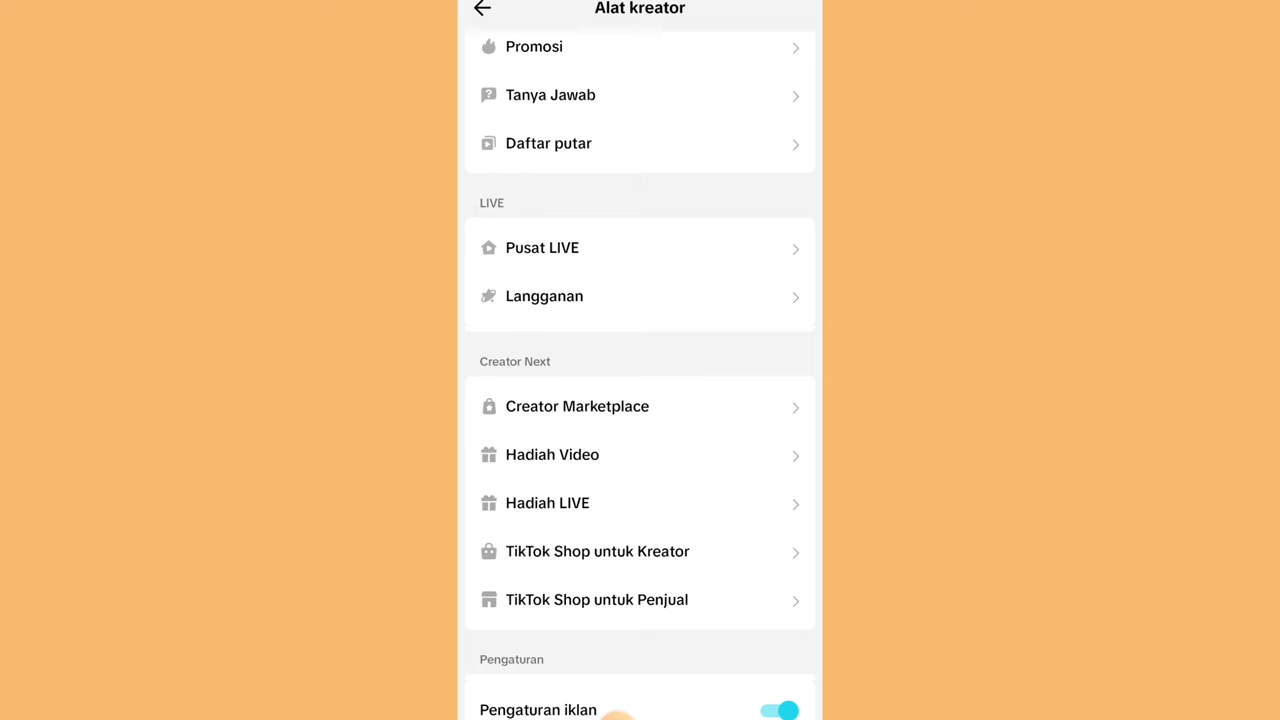 Alat kreator
Promosi
Tanya Jawab
Daftar putar
LIVE
Pusat LIVE
Langganan
Creator Next
Creator Marketplace
Hadiah Video
Hadiah LIVE
TikTok Shop untuk Kreator
TikTok Shop untuk Penjual
Pengaturan
Pengaturan iklan